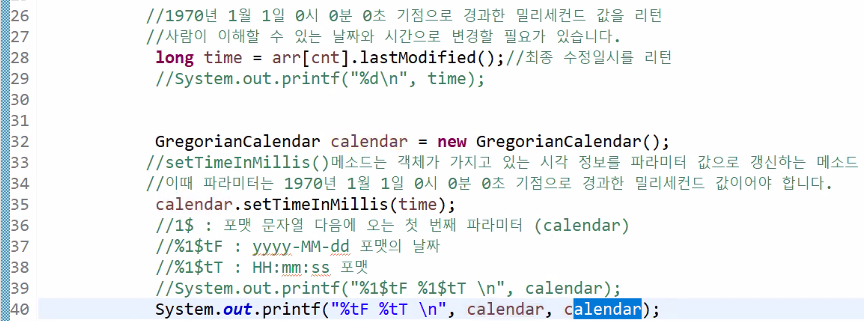 26 //1970년 1월 1일 0시 0분 0초 기점으로 경과한 밀리세컨드 값을 리턴
27 //사람이 이해할 수 있는 날짜와 시간으로 변경할 필요가 있습니다.
28 long time = arr[cnt].lastModified();//최종 수정일시를 리턴
29 //System.out.printf("%d\n", time);
30
31
32 GregorianCalendar calendar = new GregorianCalendar();
33 //setTimeInMillis()메소드는 객체가 가지고 있는 시각 정보를 파라미터 값으로 갱신하는 메소드
34 //이때 파라미터는 1970년 1월 1일 0시 0분 0초 기점으로 경과한 밀리세컨드 값이어야 합니다.
35 calendar.setTimeInMillis(time);
36 //1$ : 포맷 문자열 다음에 오는 첫 번째 파라미터 (calendar)
37 //%1$tF : yyyy-MM-dd 포맷의 날짜
38 //%1$tT : HH:mm:ss 포맷
39 //System.out.printf("%1$tF %1$tT \n", calendar);
40 System.out.printf("%tF %tT \n", calendar, calendar);